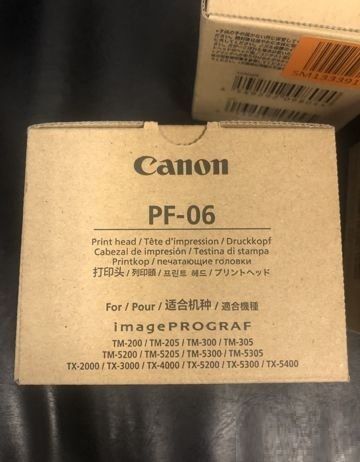 SM133391
Canon
PF-06
Print head / Tête d'impression / Druckkopf
Cabezal de impresión / Testina di stampa
Printkop / печатающие головки
打印头 / 列印頭 / 프린트 헤드 / プリントヘッド
For / Pour / 适合机种 / 適合機種
imagePROGRAF
TM-200 / TM-205 / TM-300 / TM-305
TM-5200 / TM-5205 / TM-5300 / TM-5305
TX-2000 / TX-3000 / TX-4000 / TX-5200 / TX-5300 / TX-5400